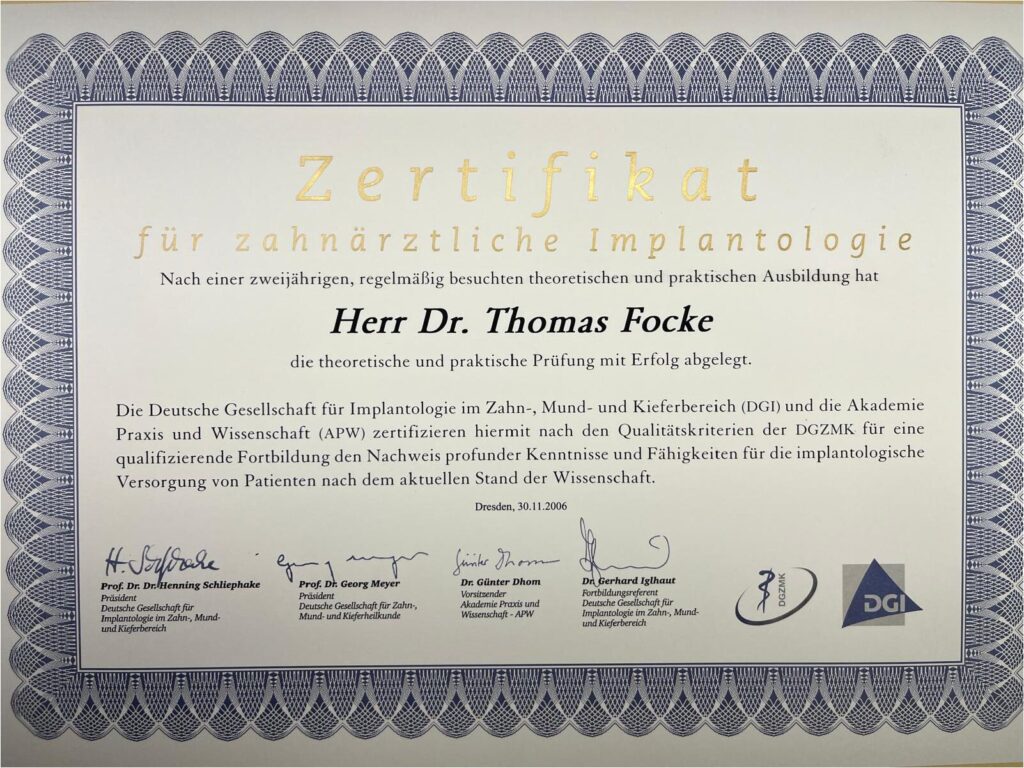 Zertifikat
für zahnärztliche Implantologie
Nach einer zweijährigen, regelmäßig besuchten theoretischen und praktischen Ausbildung hat
Herr Dr. Thomas Focke
die theoretische und praktische Prüfung mit Erfolg abgelegt.
Die Deutsche Gesellschaft für Implantologie im Zahn-, Mund- und Kieferbereich (DGI) und die Akademie
Praxis und Wissenschaft (APW) zertifizieren hiermit nach den Qualitätskriterien der DGZMK für eine
qualifizierende Fortbildung den Nachweis profunder Kenntnisse und Fähigkeiten für die implantologische
Versorgung von Patienten nach dem aktuellen Stand der Wissenschaft.
Dresden, 30.11.2006
Prof. Dr. Dr. Henning Schliephake
Präsident
Deutsche Gesellschaft für
Implantologie im Zahn-, Mund-
und Kieferbereich
Prof. Dr. Georg Meyer
Präsident
Deutsche Gesellschaft für Zahn-,
Mund- und Kieferheilkunde
Günter Dhom
Dr. Günter Dhom
Vorsitzender
Akademie Praxis und
Wissenschaft - APW
Dr. Gerhard Iglhaut
Fortbildungsreferent
Deutsche Gesellschaft für
Implantologie im Zahn-, Mund-
und Kieferbereich
DGZMK
DGI